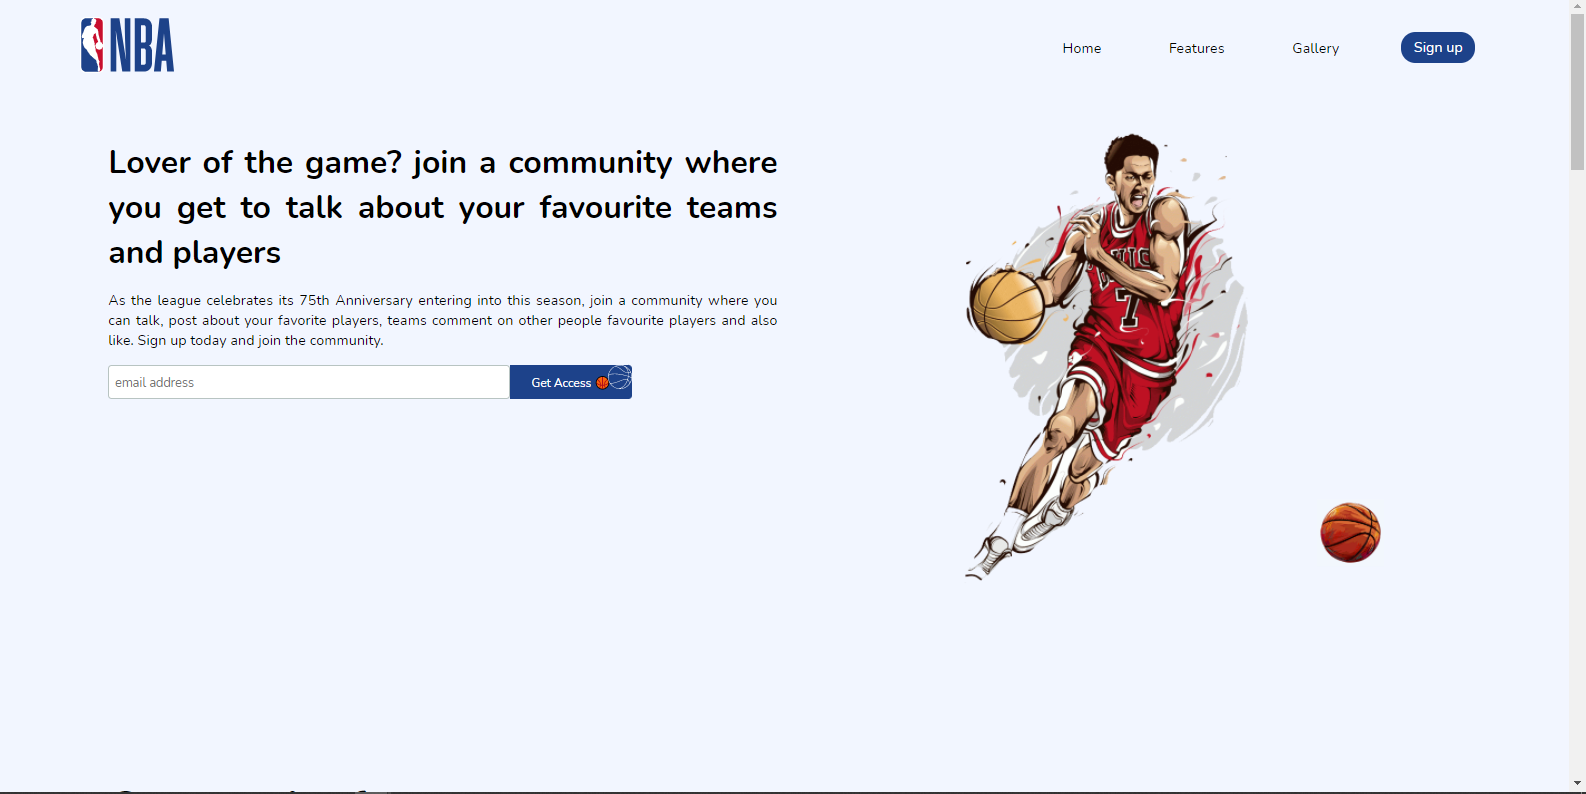 NBA
Home Features Gallery Sign up
Lover of the game? join a community where
you get to talk about your favourite teams
and players
As the league celebrates its 75th Anniversary entering into this season, join a community where you
can talk, post about your favorite players, teams comment on other people favourite players and also
like. Sign up today and join the community.
email address
Get Access
7